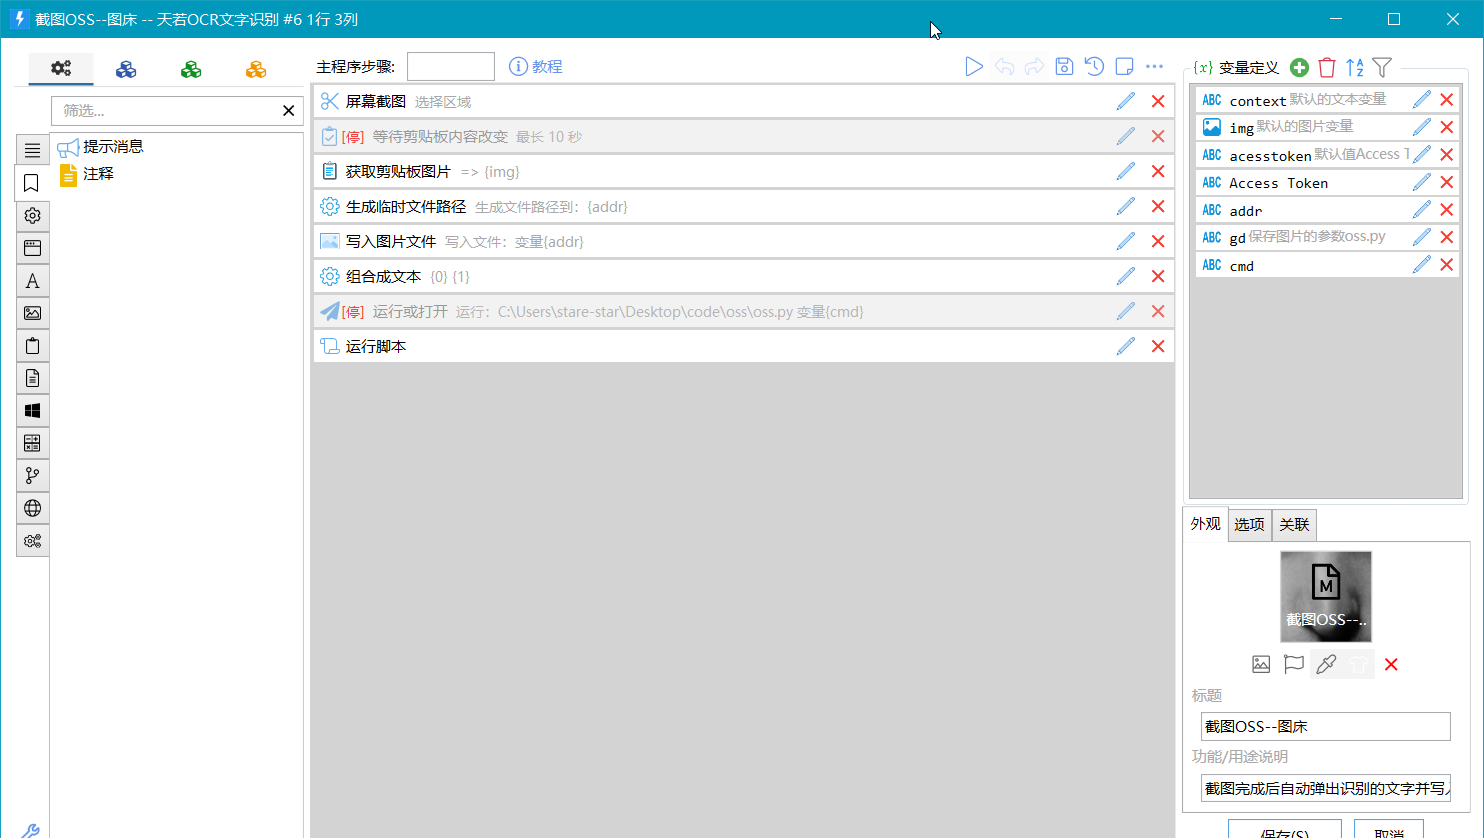 截图OSS--图床 -- 天若OCR文字识别 #6 1行 3列
主程序步骤:
教程
{x} 变量定义
筛选...
提示消息
注释
屏幕截图 选择区域
[停] 等待剪贴板内容改变 最长 10 秒
获取剪贴板图片 => {img}
生成临时文件路径 生成文件路径到：{addr}
写入图片文件 写入文件：变量{addr}
组合成文本 {0} {1}
[停] 运行或打开 运行：C:\Users\stare-star\Desktop\code\oss\oss.py 变量{cmd}
运行脚本
ABC context 默认的文本变量
img 默认的图片变量
ABC acesstoken 默认值Access T
ABC Access Token
ABC addr
ABC gd 保存图片的参数oss.py
ABC cmd
外观 选项 关联
M
截图OSS--..
标题
截图OSS--图床
功能/用途说明
截图完成后自动弹出识别的文字并写入
保存(S) 取消